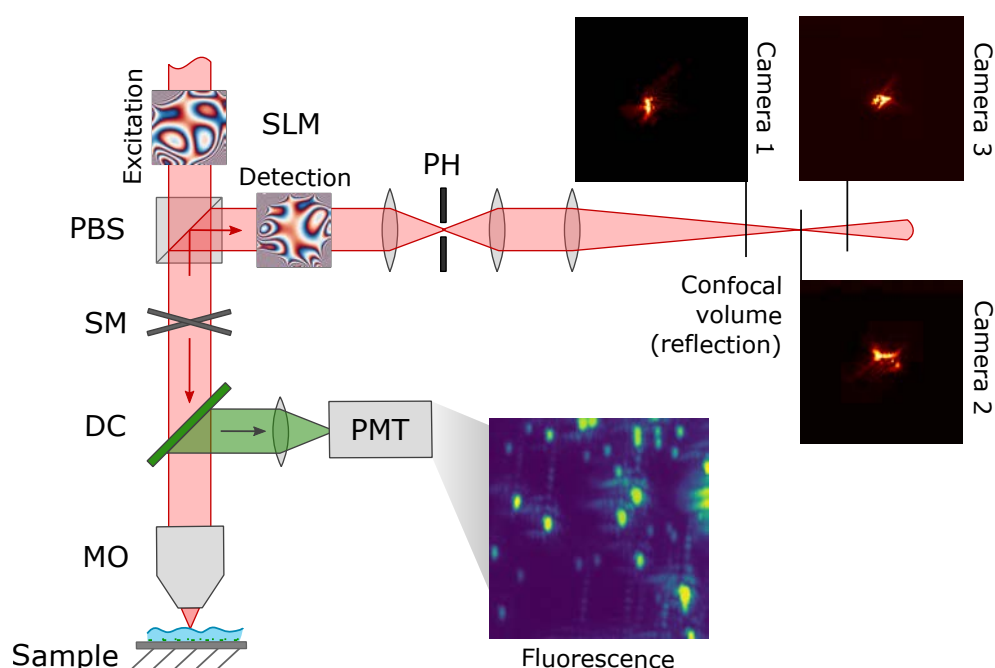 Excitation
SLM
Detection
PBS
PH
Camera 1
Camera 3
Confocal
volume
(reflection)
Camera 2
SM
DC
PMT
MO
Sample
Fluorescence